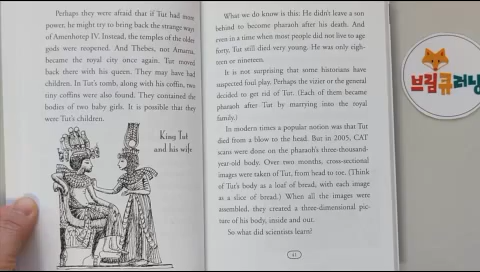 Perhaps they were afraid that if Tut had more
power, he might try to bring back the strange ways
of Amenhotep IV. Instead, the temples of the older
gods were reopened. And Thebes, not Amarna,
became the royal city once again. Tut moved
back there with his queen. They may have had
children. In Tut's tomb, along with his coffin, two
tiny coffins were also found. They contained the
bodies of two baby girls. It is possible that they
were Tut's children.
King Tut
and his wife
What we do know is this: He didn't leave a son
behind to become pharaoh after his death. And
even in a time when most people did not live to age
forty, Tut still died very young. He was only eigh-
teen or nineteen.
It is not surprising that some historians have
suspected foul play. Perhaps the vizier or the general
decided to get rid of Tut. (Each of them became
pharaoh after Tut by marrying into the royal
family.)
In modern times a popular notion was that Tut
died from a blow to the head. But in 2005, CAT
scans were done on the pharaoh's three-thousand-
year-old body. Over two months, cross-sectional
images were taken of Tut, from head to toe. (Think
of Tut's body as a loaf of bread, with each image
as a slice of bread.) When all the images were
assembled, they created a three-dimensional pic-
ture of his body, inside and out.
So what did scientists learn?
41
브림큐러닝